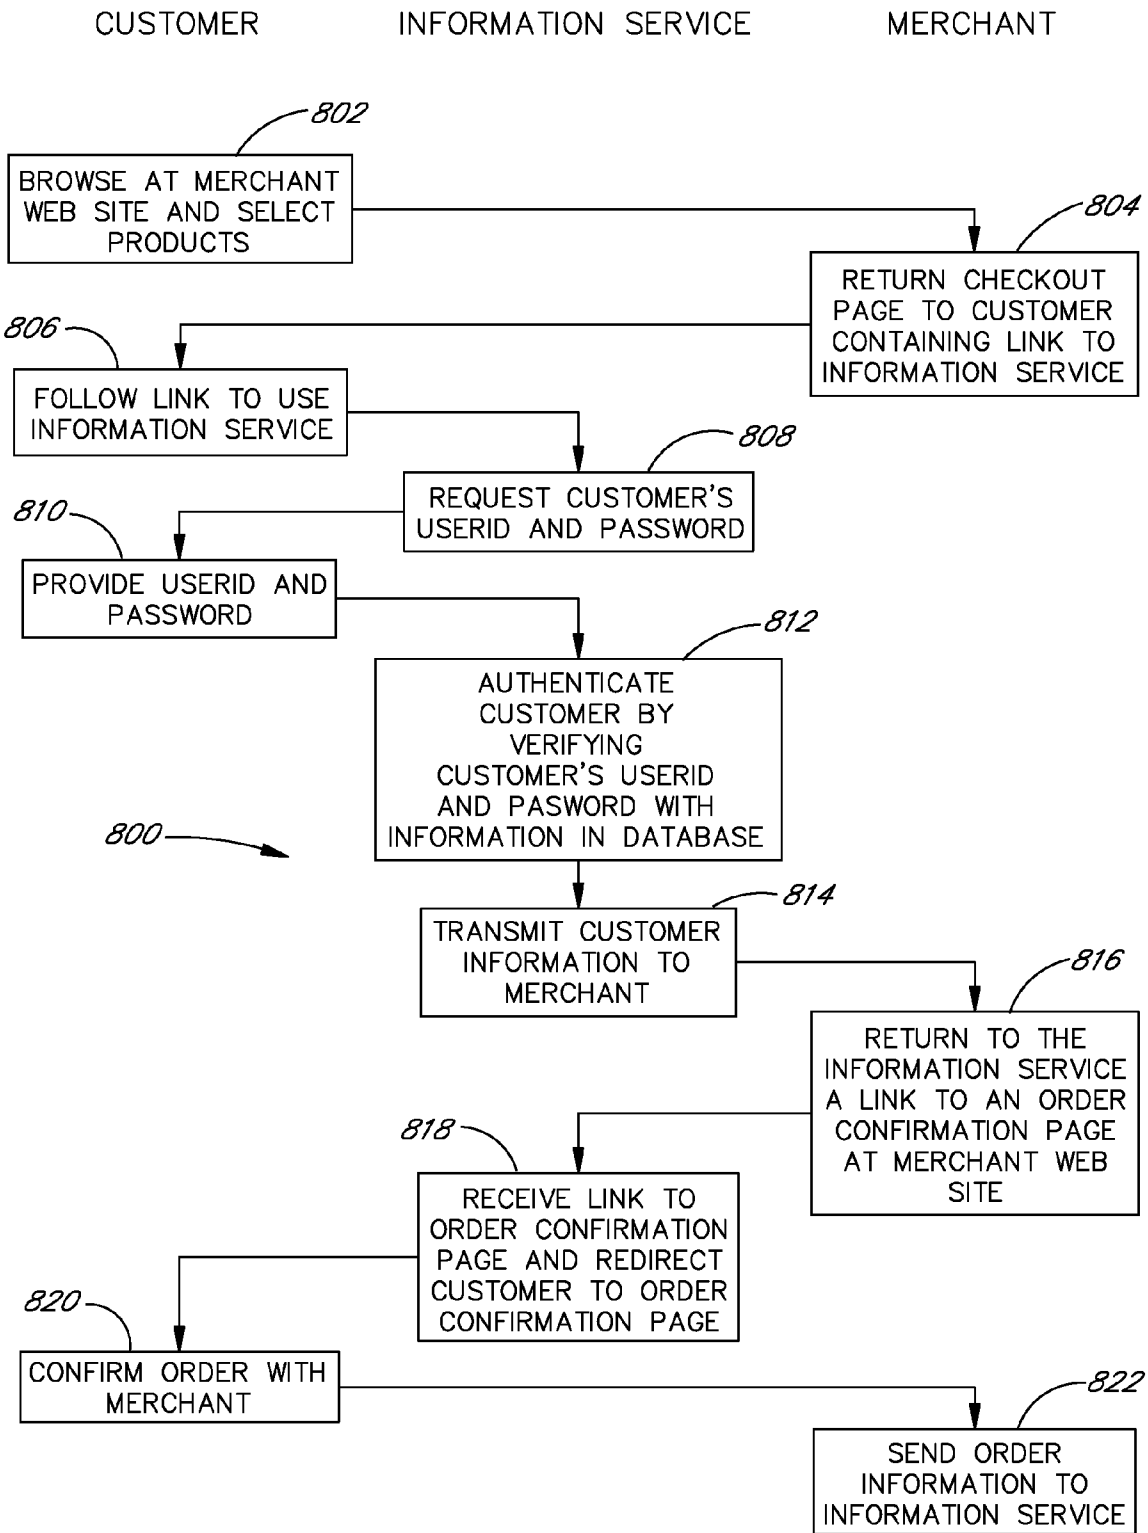 CUSTOMER INFORMATION SERVICE MERCHANT
802
BROWSE AT MERCHANT
WEB SITE AND SELECT
PRODUCTS
804
RETURN CHECKOUT
PAGE TO CUSTOMER
CONTAINING LINK TO
INFORMATION SERVICE
806
FOLLOW LINK TO USE
INFORMATION SERVICE
808
REQUEST CUSTOMER'S
USERID AND PASSWORD
810
PROVIDE USERID AND
PASSWORD
812
AUTHENTICATE
CUSTOMER BY
VERIFYING
CUSTOMER'S USERID
AND PASWORD WITH
INFORMATION IN DATABASE
800
814
TRANSMIT CUSTOMER
INFORMATION TO
MERCHANT
816
RETURN TO THE
INFORMATION SERVICE
A LINK TO AN ORDER
CONFIRMATION PAGE
AT MERCHANT WEB
SITE
818
RECEIVE LINK TO
ORDER CONFIRMATION
PAGE AND REDIRECT
CUSTOMER TO ORDER
CONFIRMATION PAGE
820
CONFIRM ORDER WITH
MERCHANT
822
SEND ORDER
INFORMATION TO
INFORMATION SERVICE